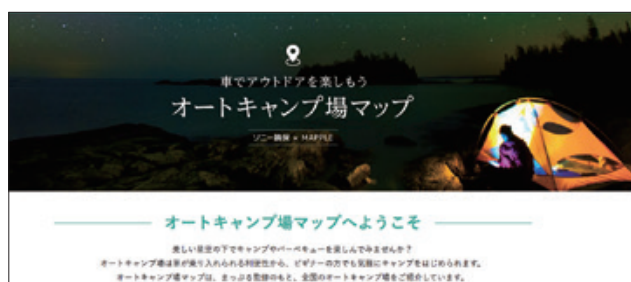 車でアウトドアを楽しもう
オートキャンプ場マップ
ソニー損保 × MAPPLE
オートキャンプ場マップへようこそ
美しい星空の下でキャンプやバーベキューを楽しんでみませんか？
オートキャンプ場は車が乗り入れられる利便性から、ビギナーの方でも気軽にキャンプをはじめられます。
オートキャンプ場マップは、まっぷる監修のもと、全国のオートキャンプ場をご紹介しています。